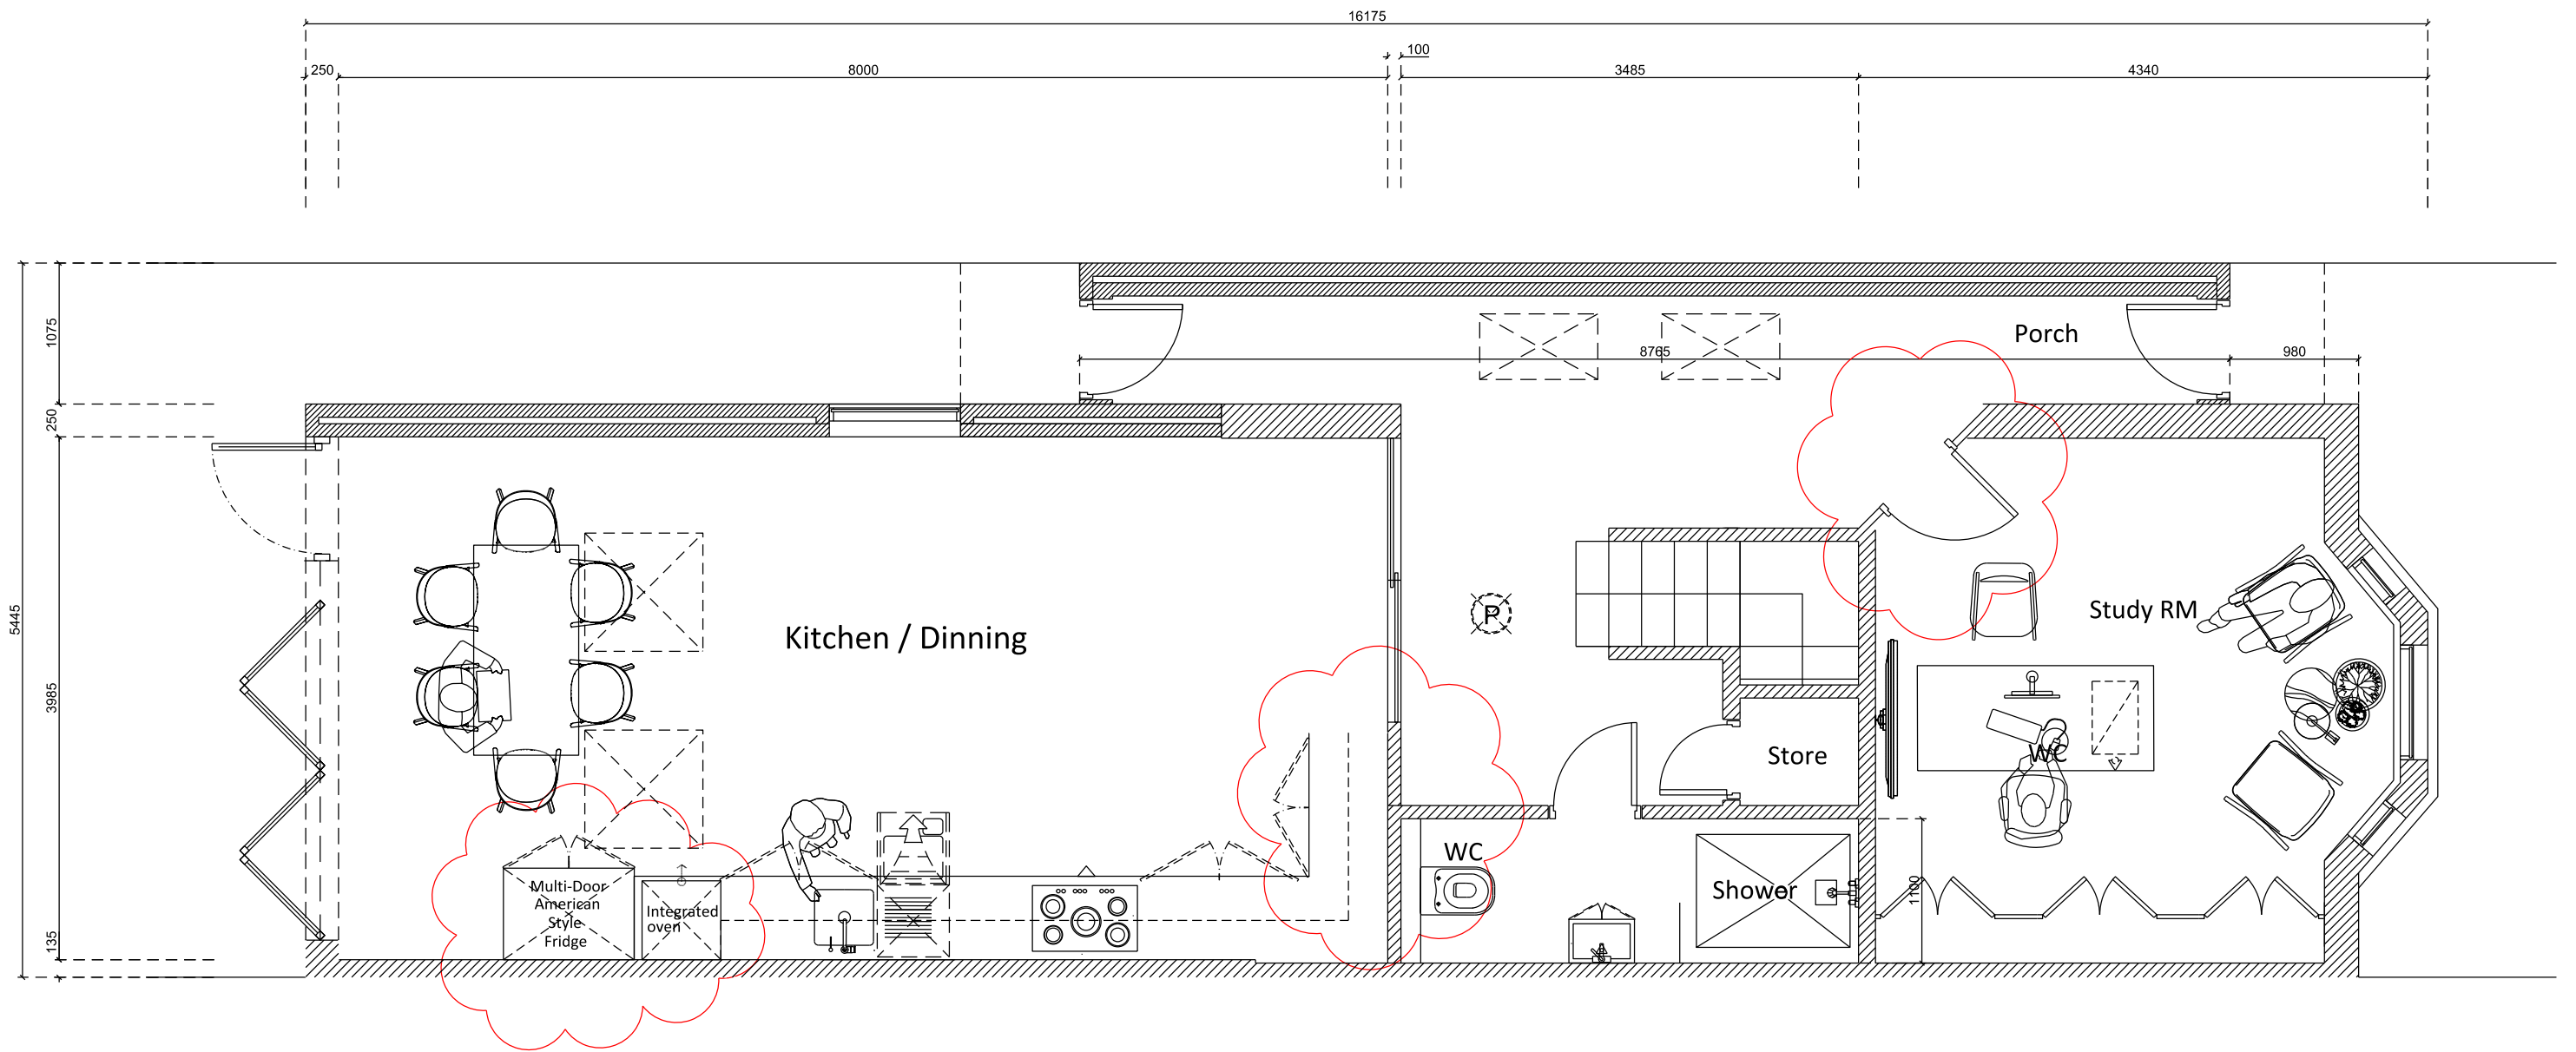 16175
100
250
8000
3485
4340
1075
Porch
8765
980
250
5445
3985
P
Study RM
Kitchen / Dinning
WC
Store
WC
Shower
1100
Multi-Door
American
Style
Fridge
Integrated
oven
135